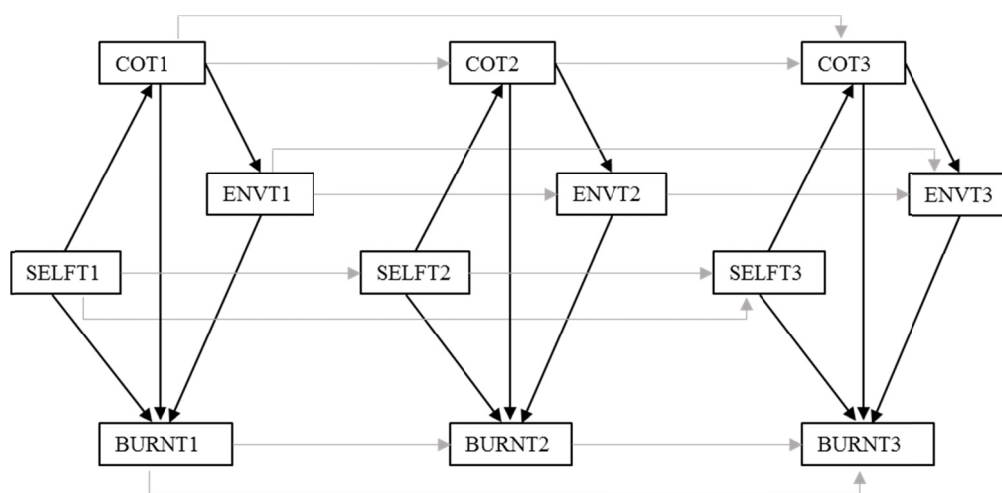 COT1 COT2 COT3
ENVT1 ENVT2 ENVT3
SELFT1 SELFT2 SELFT3
BURNT1 BURNT2 BURNT3